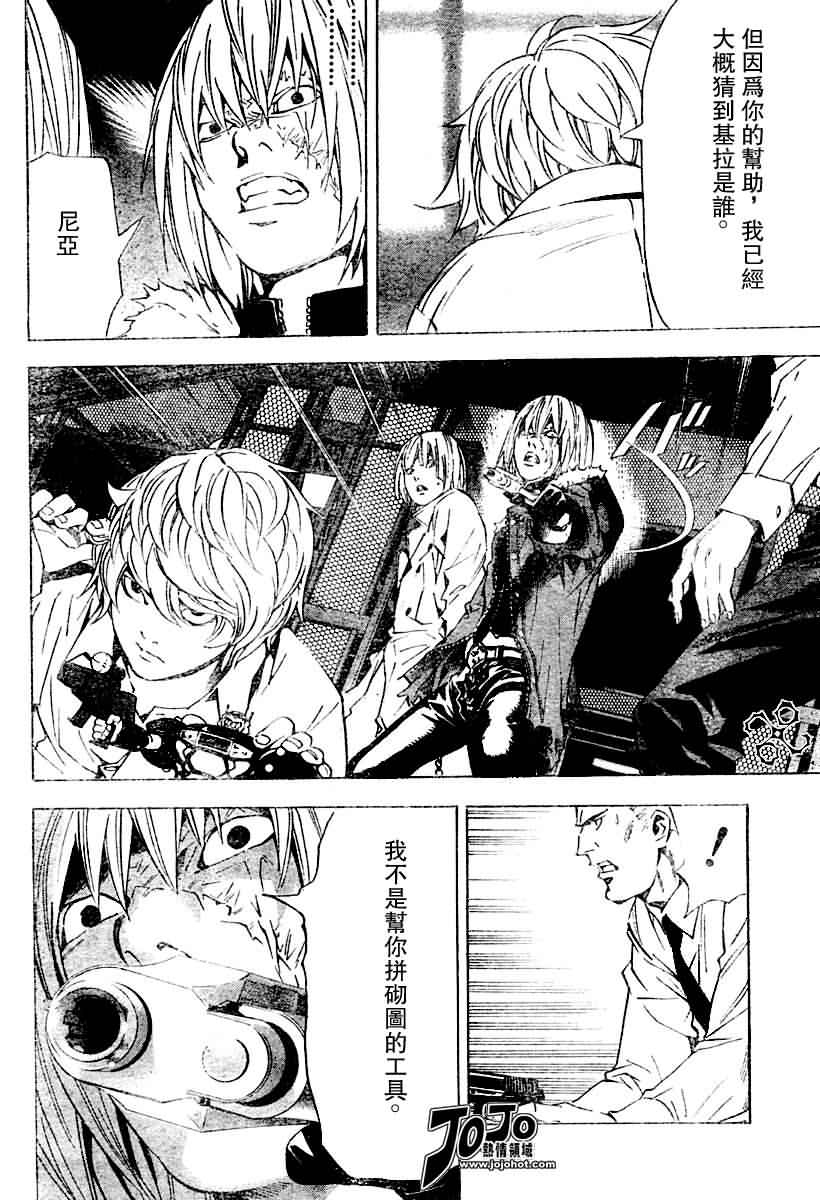 但因爲你的幫助，我已經
大概猜到基拉是誰。
…………
尼亞
！
我不是幫你拼砌圖的工具。
JOJO
熱情領域
www.jojohot.com